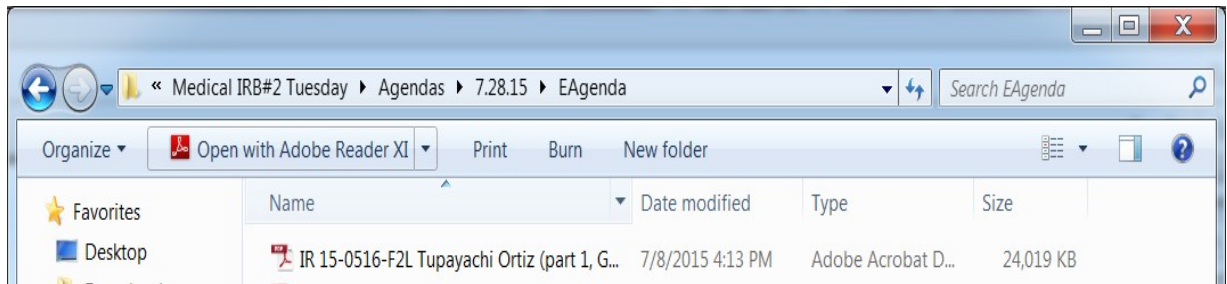 X
« Medical IRB#2 Tuesday ▸ Agendas ▸ 7.28.15 ▸ EAgenda Search EAgenda
Organize Open with Adobe Reader XI Print Burn New folder ?
Favorites Name Date modified Type Size
Desktop IR 15-0516-F2L Tupayachi Ortiz (part 1, G... 7/8/2015 4:13 PM Adobe Acrobat D... 24,019 KB